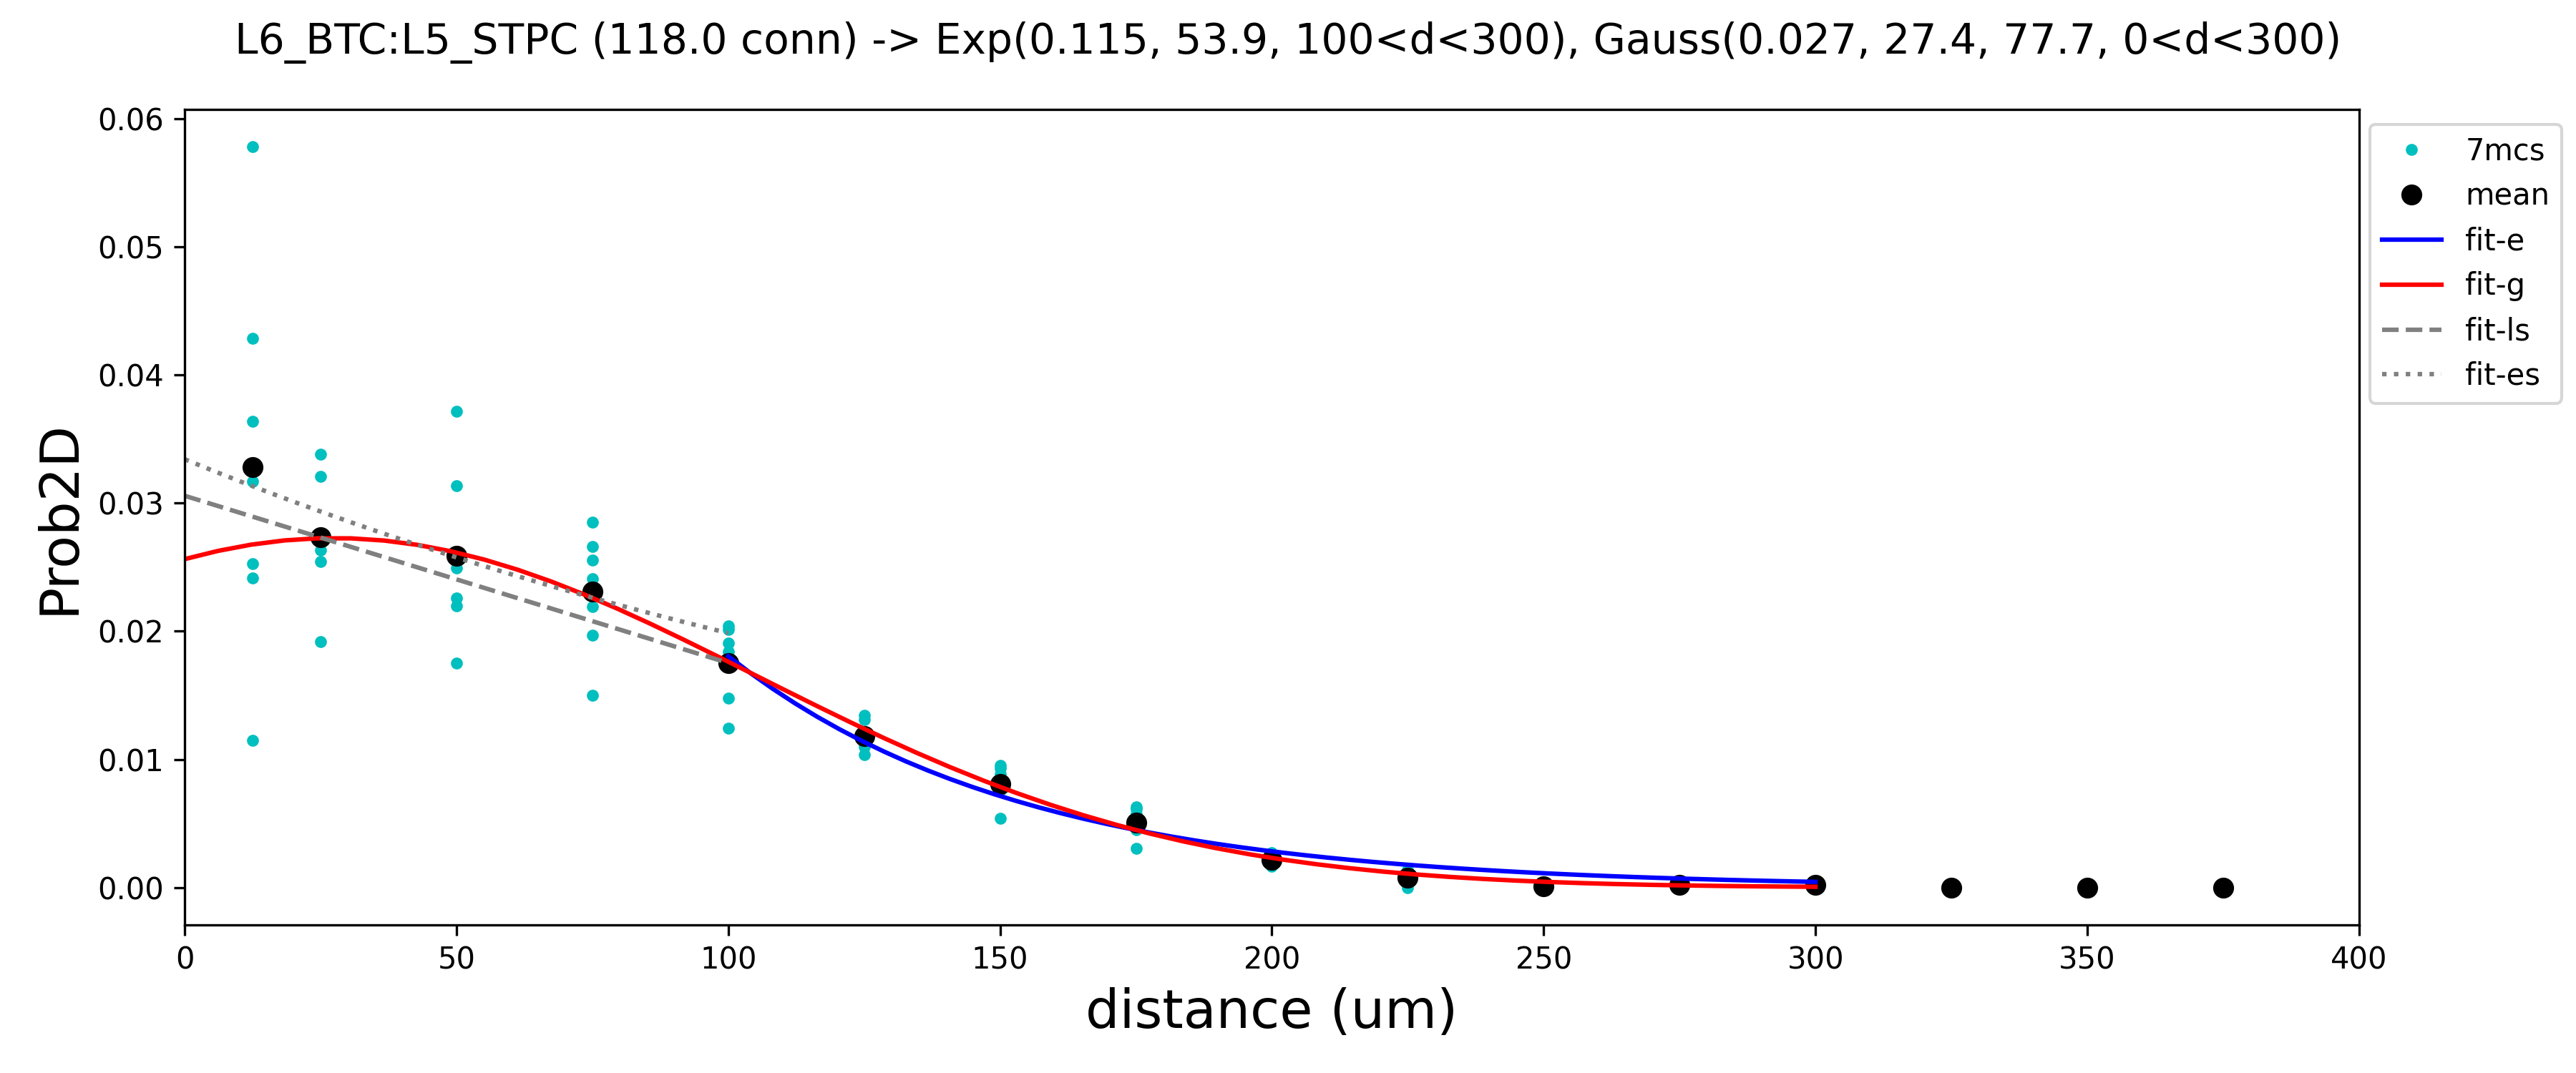 L6_BTC:L5_STPC (118.0 conn) -> Exp(0.115, 53.9, 100<d<300), Gauss(0.027, 27.4, 77.7, 0<d<300)
0.06
0.05
0.04
0.03
0.02
0.01
0.00
Prob2D
0 50 100 150 200 250 300 350 400
distance (um)
7mcs
mean
fit-e
fit-g
fit-ls
fit-es